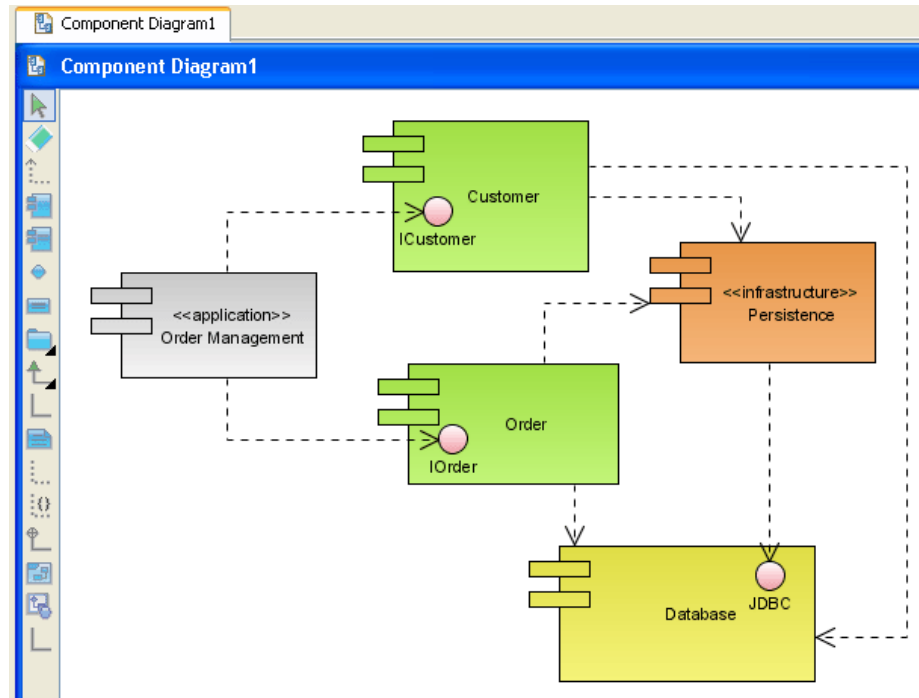 Component Diagram1
Component Diagram1
Customer
ICustomer
<<application>>
Order Management
<<infrastructure>>
Persistence
Order
IOrder
JDBC
Database